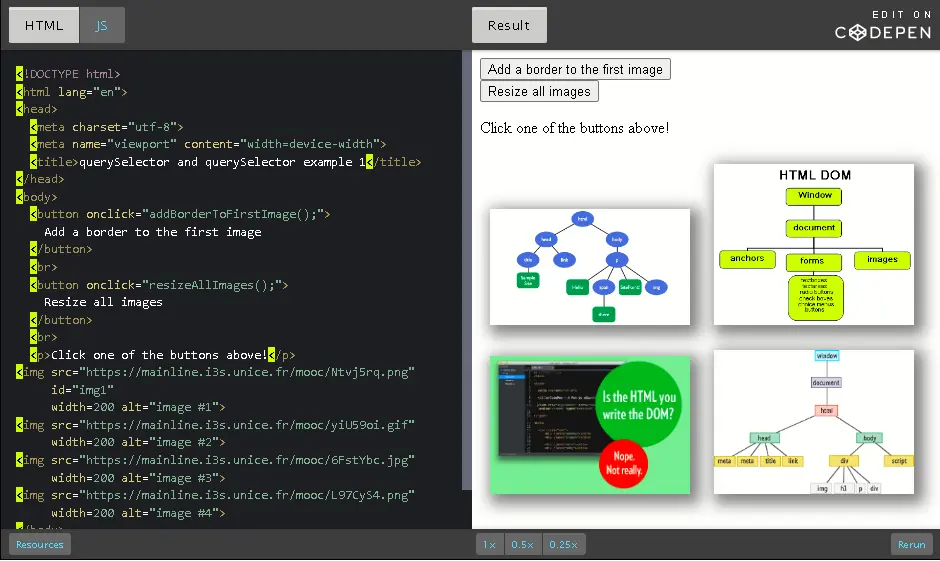 HTML
JS
Result
EDIT ON
CODEPEN
<!DOCTYPE html>
<html lang="en">
<head>
<meta charset="utf-8">
<meta name="viewport" content="width=device-width">
<title>querySelector and querySelector example 1</title>
</head>
<body>
<button onclick="addBorderToFirstImage();">
Add a border to the first image
</button>
<br>
<button onclick="resizeAllImages();">
Resize all images
</button>
<br>
<p>Click one of the buttons above!</p>
<img src="https://mainline.i3s.unice.fr/mooc/Ntvj5rq.png"
id="img1"
width=200 alt="image #1">
<img src="https://mainline.i3s.unice.fr/mooc/yiU59oi.gif"
width=200 alt="image #2">
<img src="https://mainline.i3s.unice.fr/mooc/6FstYbc.jpg"
width=200 alt="image #3">
<img src="https://mainline.i3s.unice.fr/mooc/L97CyS4.png"
width=200 alt="image #4">
</body>
Resources
Add a border to the first image
Resize all images
Click one of the buttons above!
html
head body
title link p
Sample Site
Hello span img
there
HTML DOM
Window
document
anchors forms images
textboxes
textareas
radio buttons
check boxes
choice menus
buttons
Is the HTML you
write the DOM?
Nope.
Not really.
window
document
html
head body
meta meta title link div script
img h1 p div
1× 0.5× 0.25×
Rerun